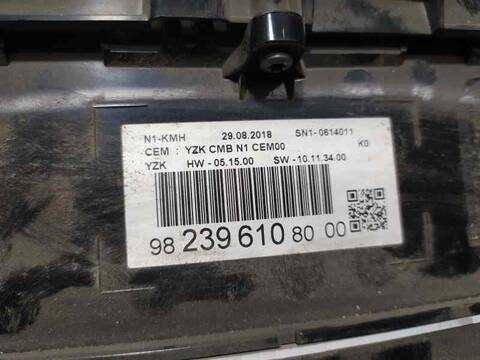 N1-KMH 29.08.2018 SN1-0614011
CEM : YZK CMB N1 CEM00 K0
YZK HW-05.15.00 SW-10.11.34.00
98 239 610 80 00